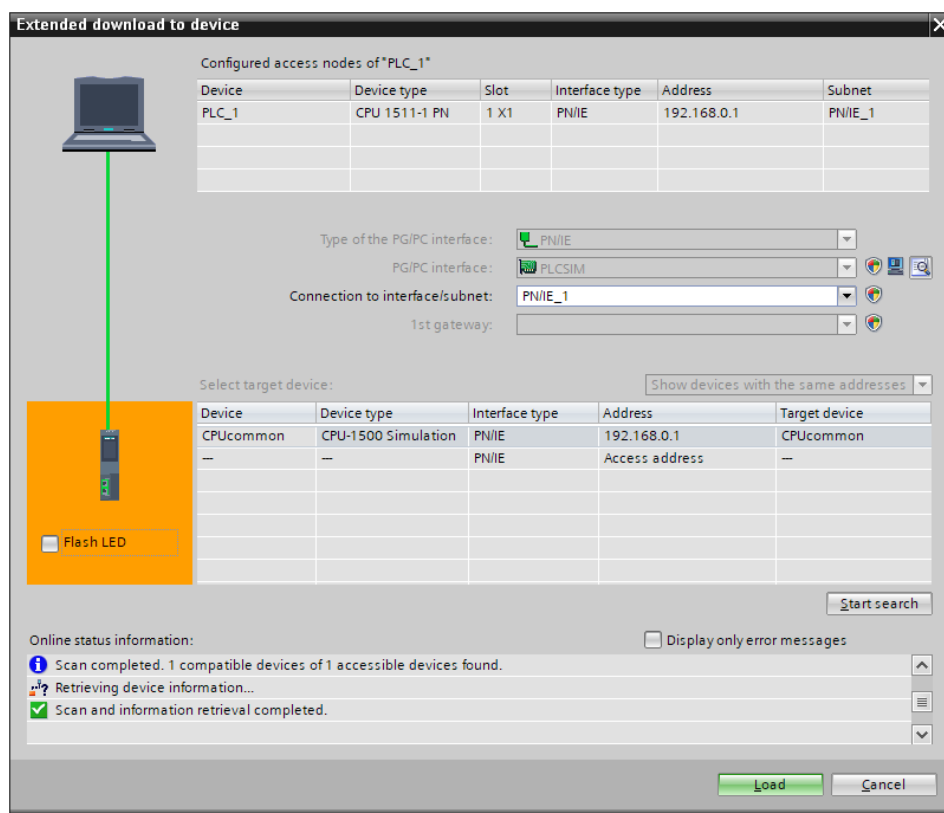 Extended download to device
Configured access nodes of "PLC_1"
Device Device type Slot Interface type Address Subnet
PLC_1 CPU 1511-1 PN 1 X1 PN/IE 192.168.0.1 PN/IE_1
Type of the PG/PC interface: PN/IE
PG/PC interface: PLCSIM
Connection to interface/subnet: PN/IE_1
1st gateway:
Select target device: Show devices with the same addresses
Device Device type Interface type Address Target device
CPUcommon CPU-1500 Simulation PN/IE 192.168.0.1 CPUcommon
— — PN/IE Access address —
Flash LED
Start search
Online status information: Display only error messages
Scan completed. 1 compatible devices of 1 accessible devices found.
Retrieving device information...
Scan and information retrieval completed.
Load Cancel